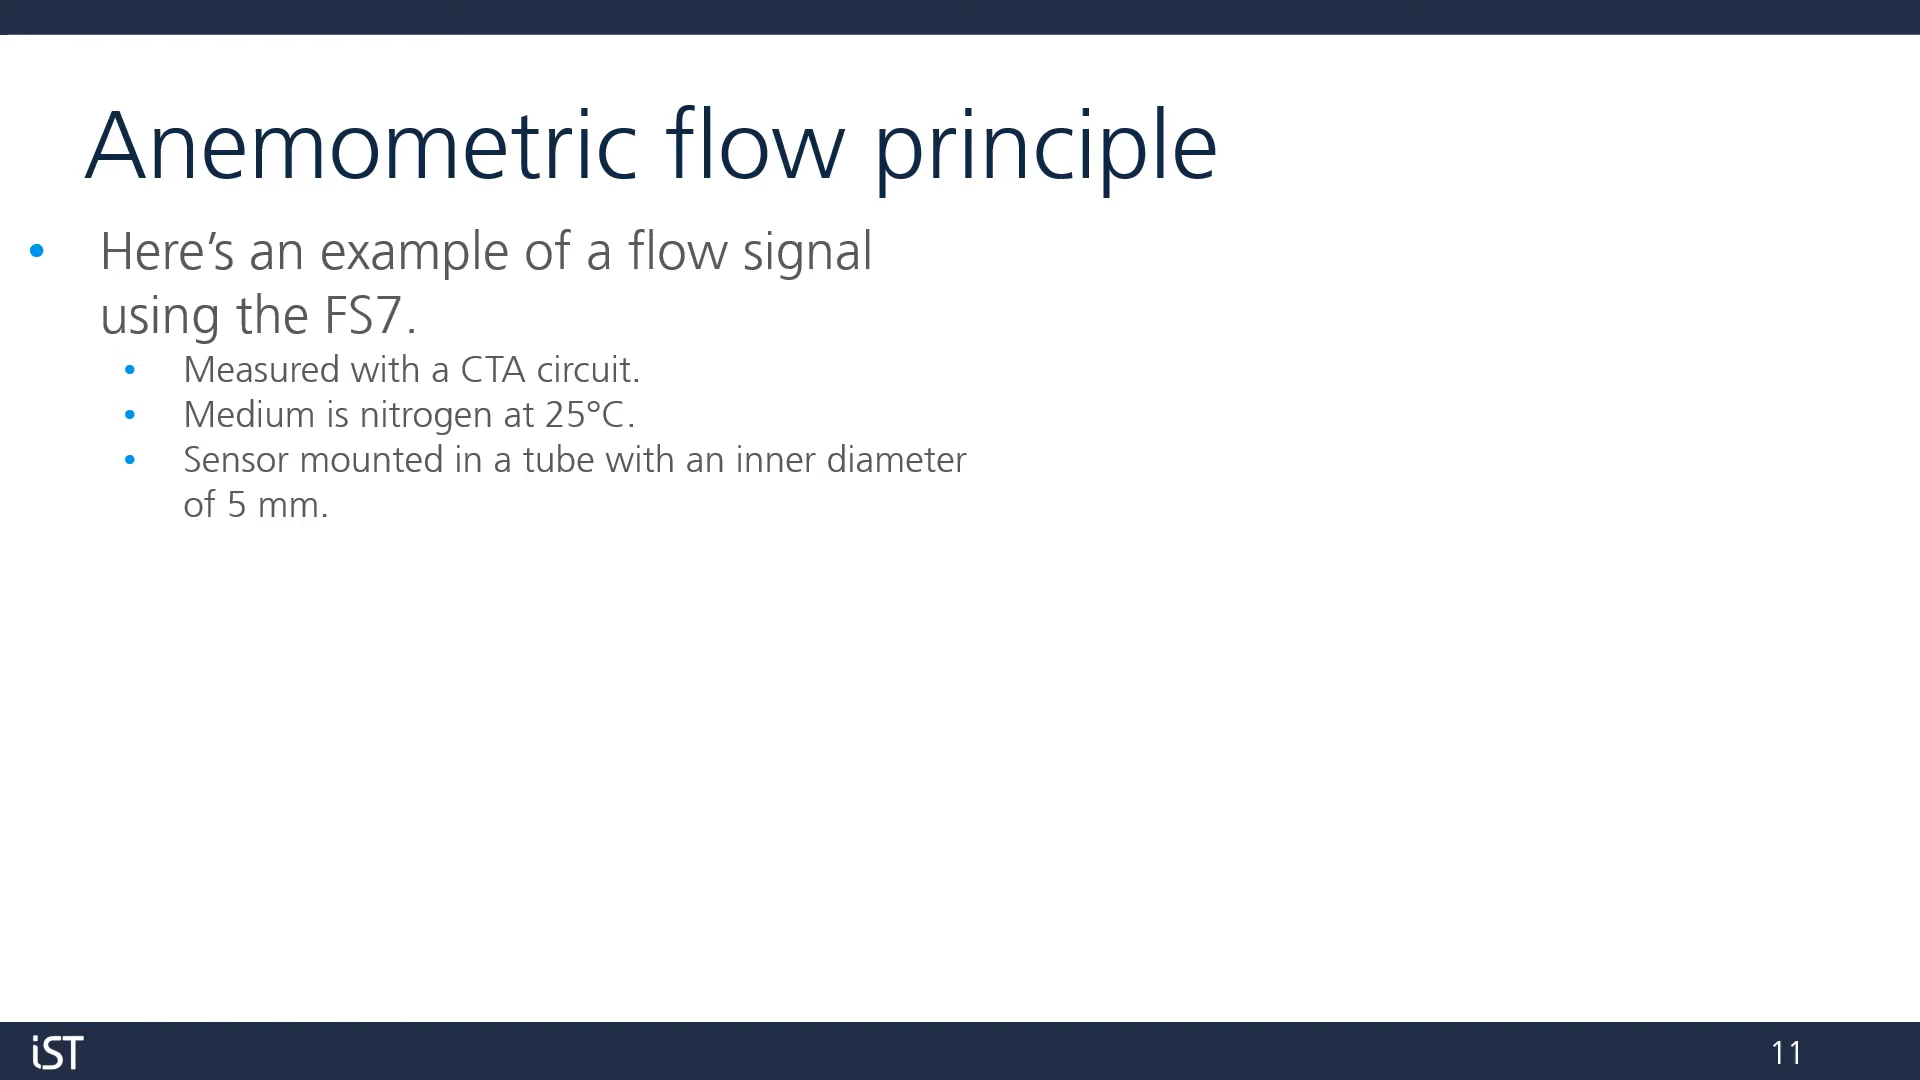 Anemometric flow principle
• Here’s an example of a flow signal
using the FS7.
• Measured with a CTA circuit.
• Medium is nitrogen at 25°C.
• Sensor mounted in a tube with an inner diameter
of 5 mm.
iST
11